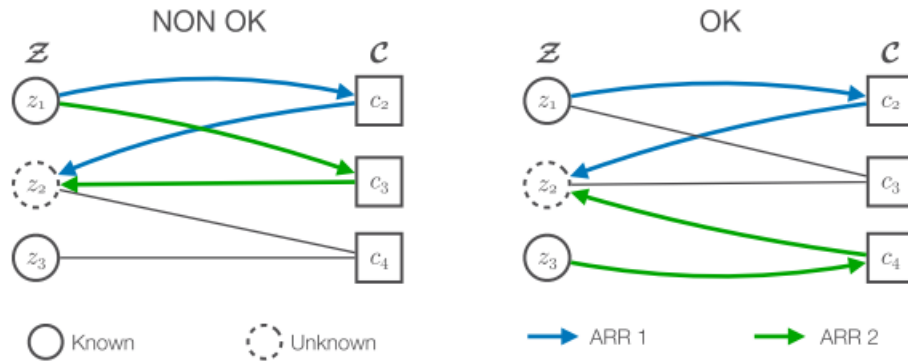 NON OK
OK
𝒵
𝒞
𝒵
𝒞
z₁
c₂
z₁
c₂
z₂
c₃
z₂
c₃
z₃
c₄
z₃
c₄
Known
Unknown
ARR 1
ARR 2